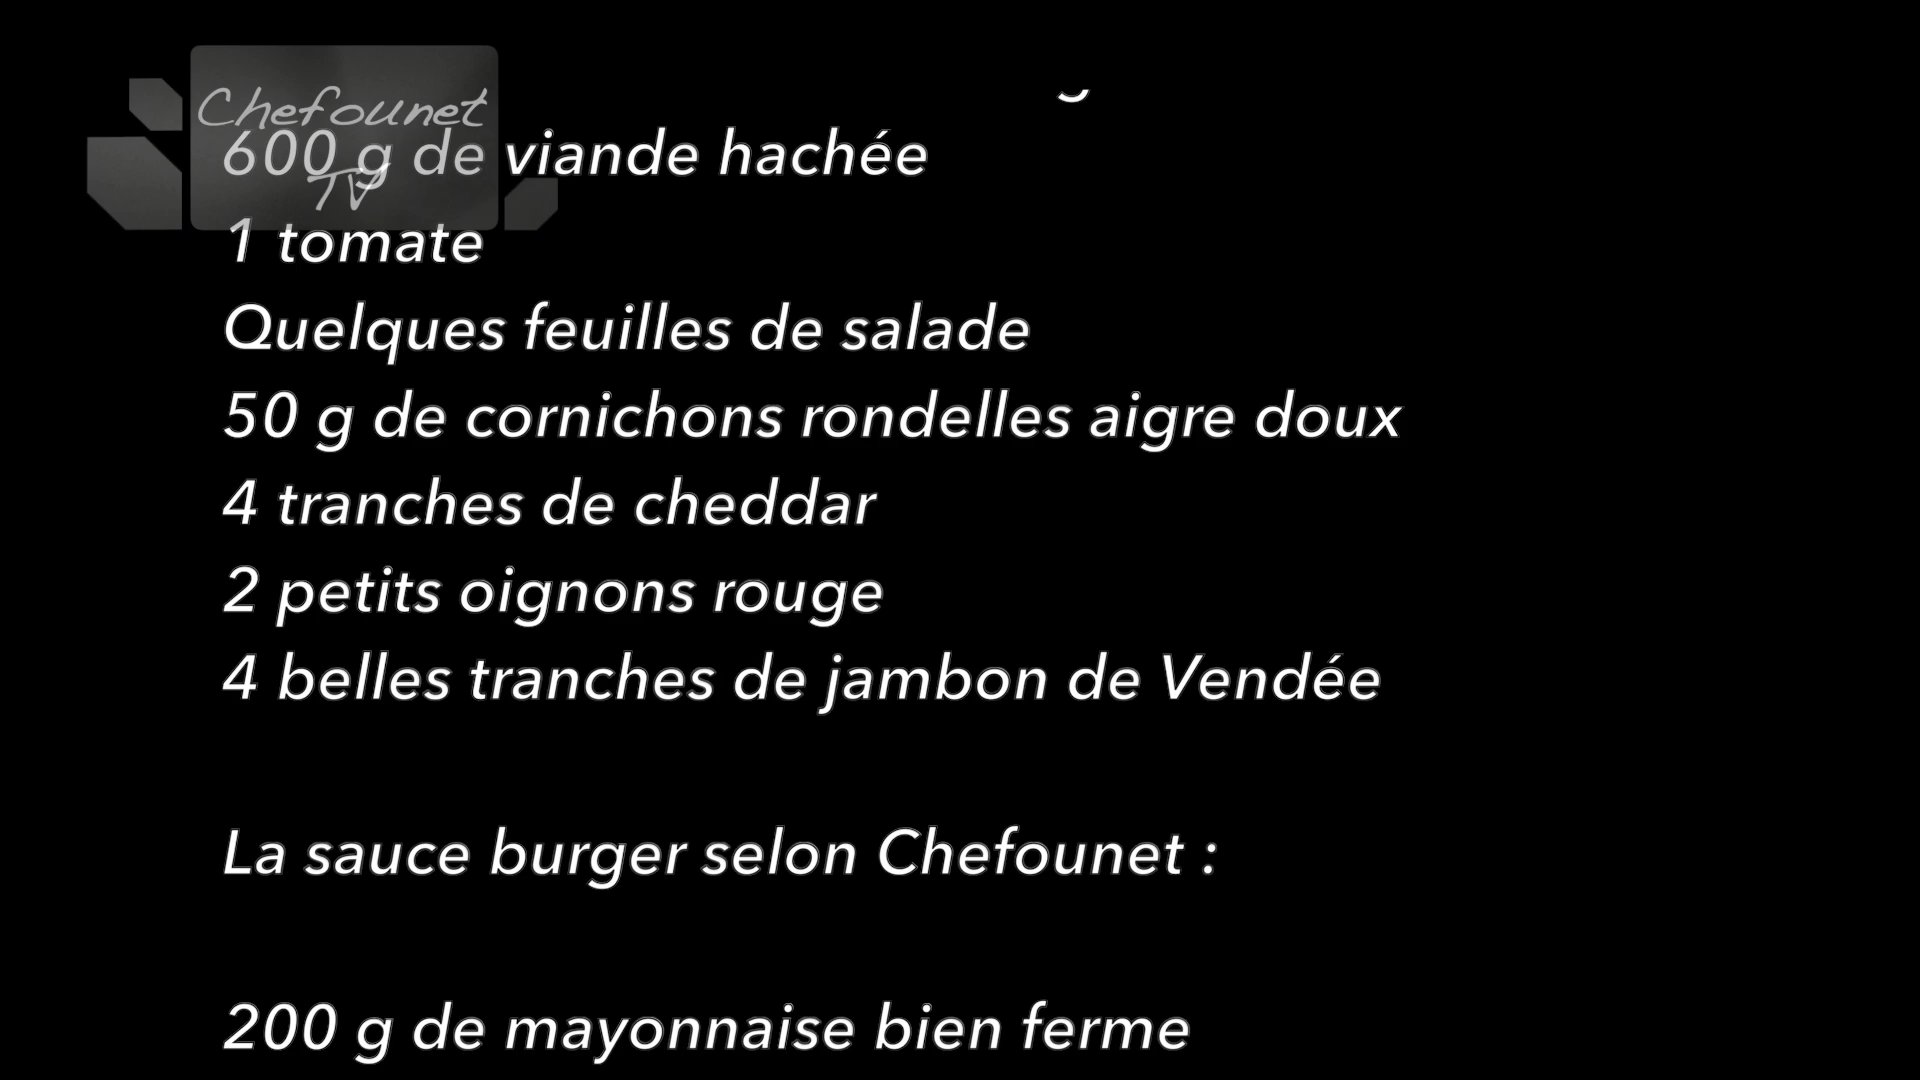 Chefounet
600 g de viande hachée
TV
1 tomate
Quelques feuilles de salade
50 g de cornichons rondelles aigre doux
4 tranches de cheddar
2 petits oignons rouge
4 belles tranches de jambon de Vendée
La sauce burger selon Chefounet :
200 g de mayonnaise bien ferme